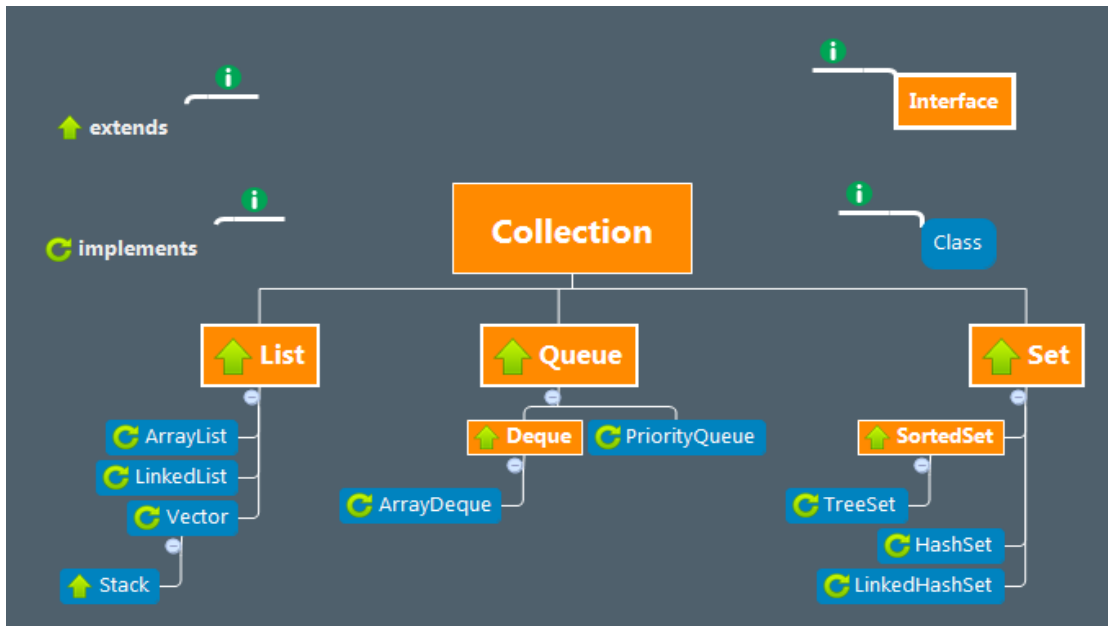 extends
Interface
implements
Collection
Class
List
Queue
Set
ArrayList
Deque
PriorityQueue
SortedSet
LinkedList
ArrayDeque
TreeSet
Vector
HashSet
Stack
LinkedHashSet